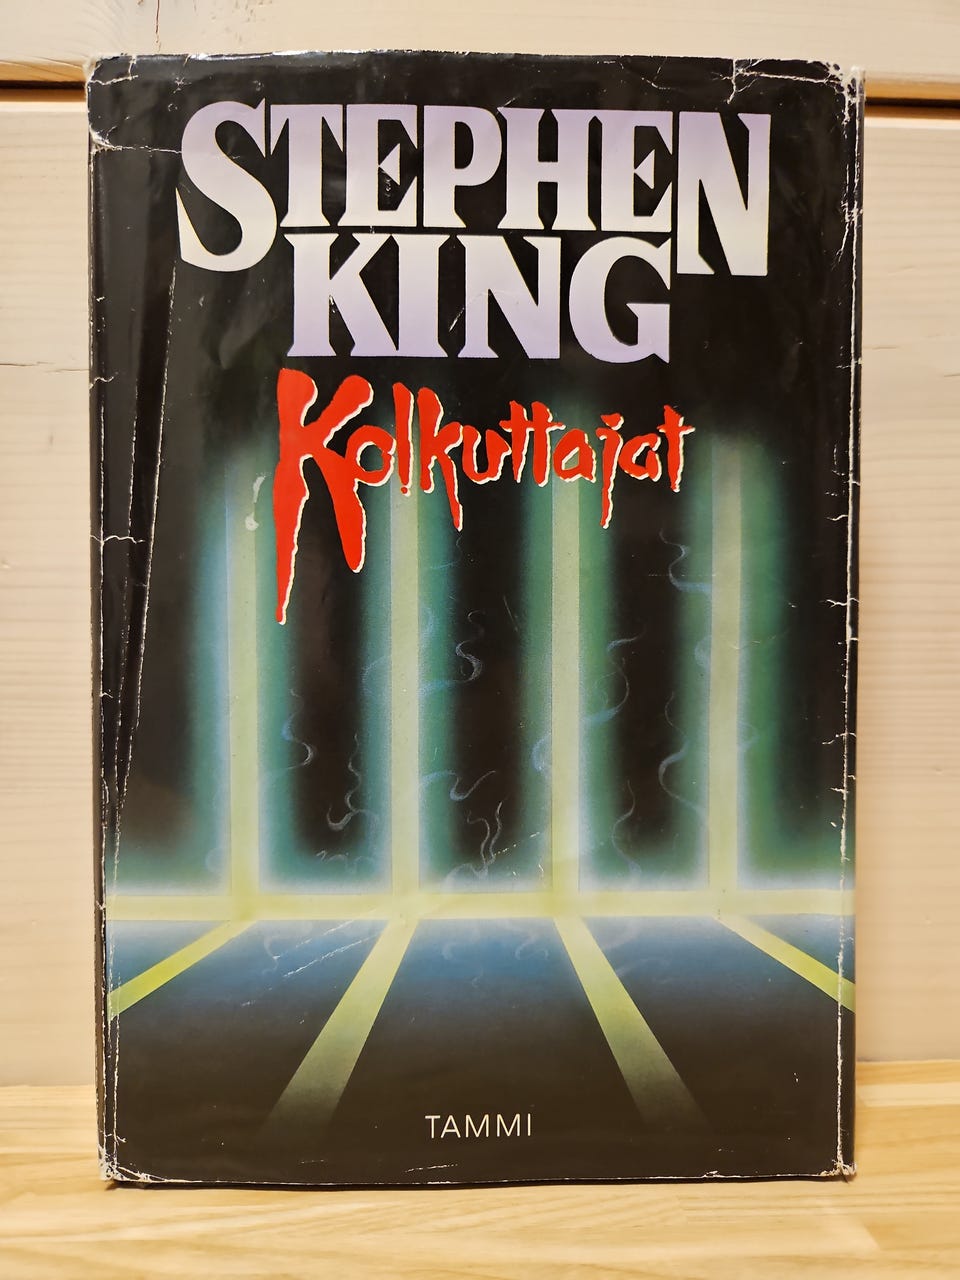 STEPHEN
KING
Kolkuttajat
TAMMI